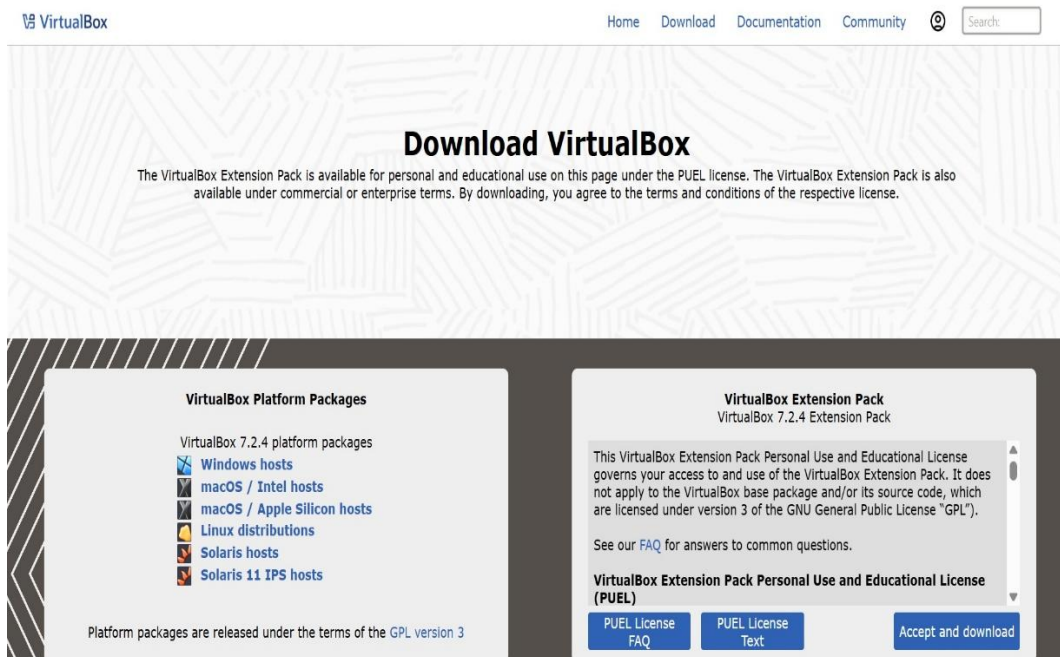 VirtualBox
Home Download Documentation Community Search:
Download VirtualBox
The VirtualBox Extension Pack is available for personal and educational use on this page under the PUEL license. The VirtualBox Extension Pack is also
available under commercial or enterprise terms. By downloading, you agree to the terms and conditions of the respective license.
VirtualBox Platform Packages
VirtualBox 7.2.4 platform packages
Windows hosts
macOS / Intel hosts
macOS / Apple Silicon hosts
Linux distributions
Solaris hosts
Solaris 11 IPS hosts
Platform packages are released under the terms of the GPL version 3
VirtualBox Extension Pack
VirtualBox 7.2.4 Extension Pack
This VirtualBox Extension Pack Personal Use and Educational License
governs your access to and use of the VirtualBox Extension Pack. It does
not apply to the VirtualBox base package and/or its source code, which
are licensed under version 3 of the GNU General Public License “GPL”).
See our FAQ for answers to common questions.
VirtualBox Extension Pack Personal Use and Educational License
(PUEL)
PUEL License
FAQ
PUEL License
Text
Accept and download